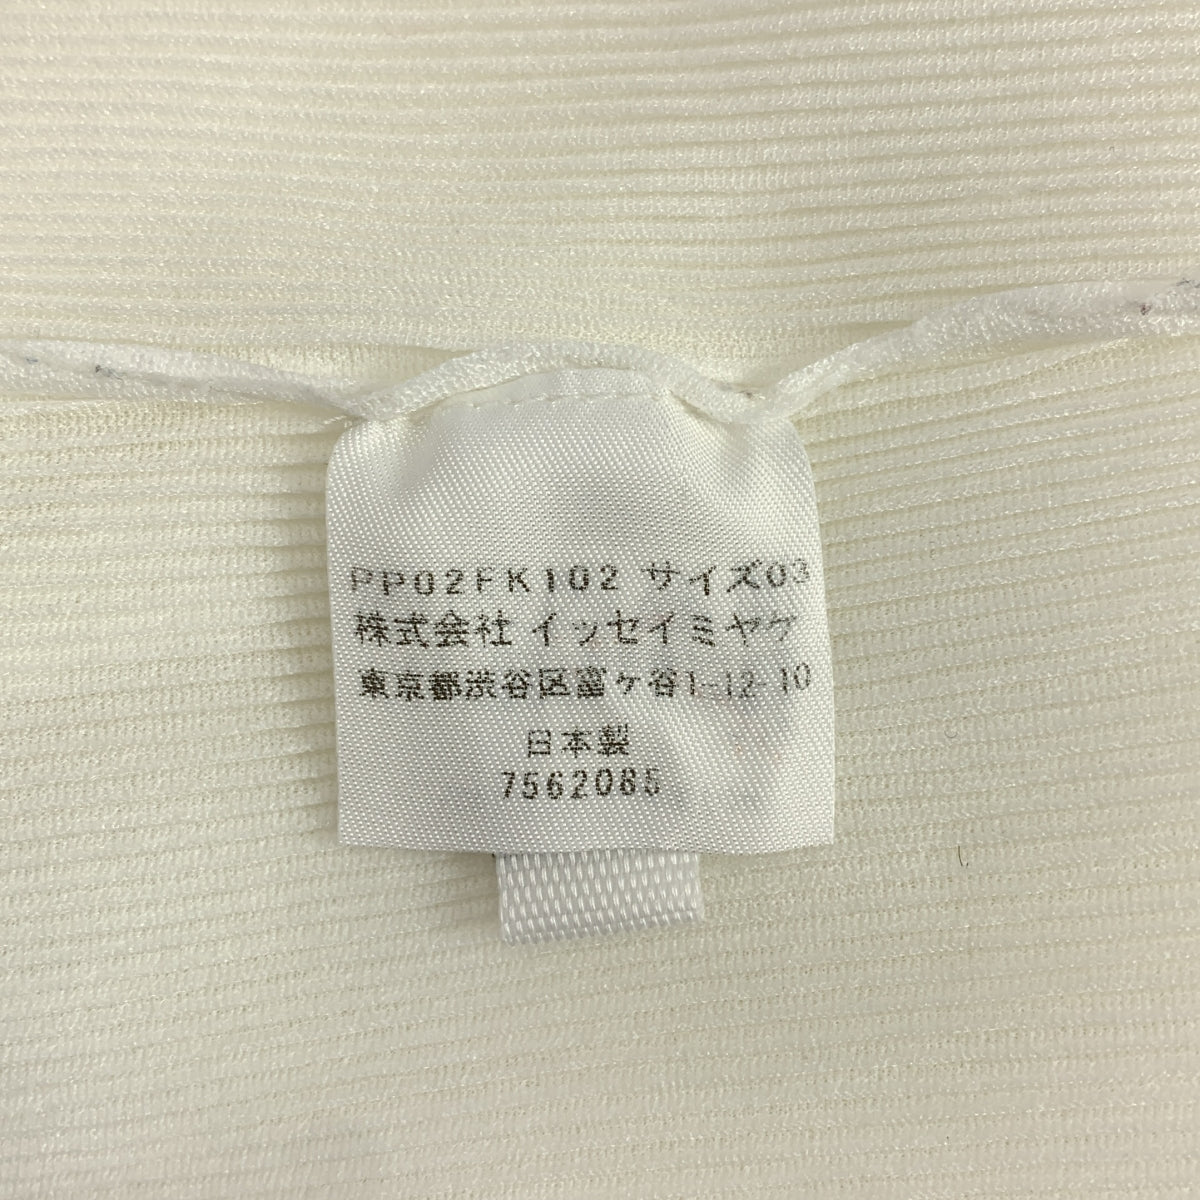 PP02FK102 サイズ03
株式会社 イッセイミヤケ
東京都渋谷区富ヶ谷1-12-10
日本製
7562085